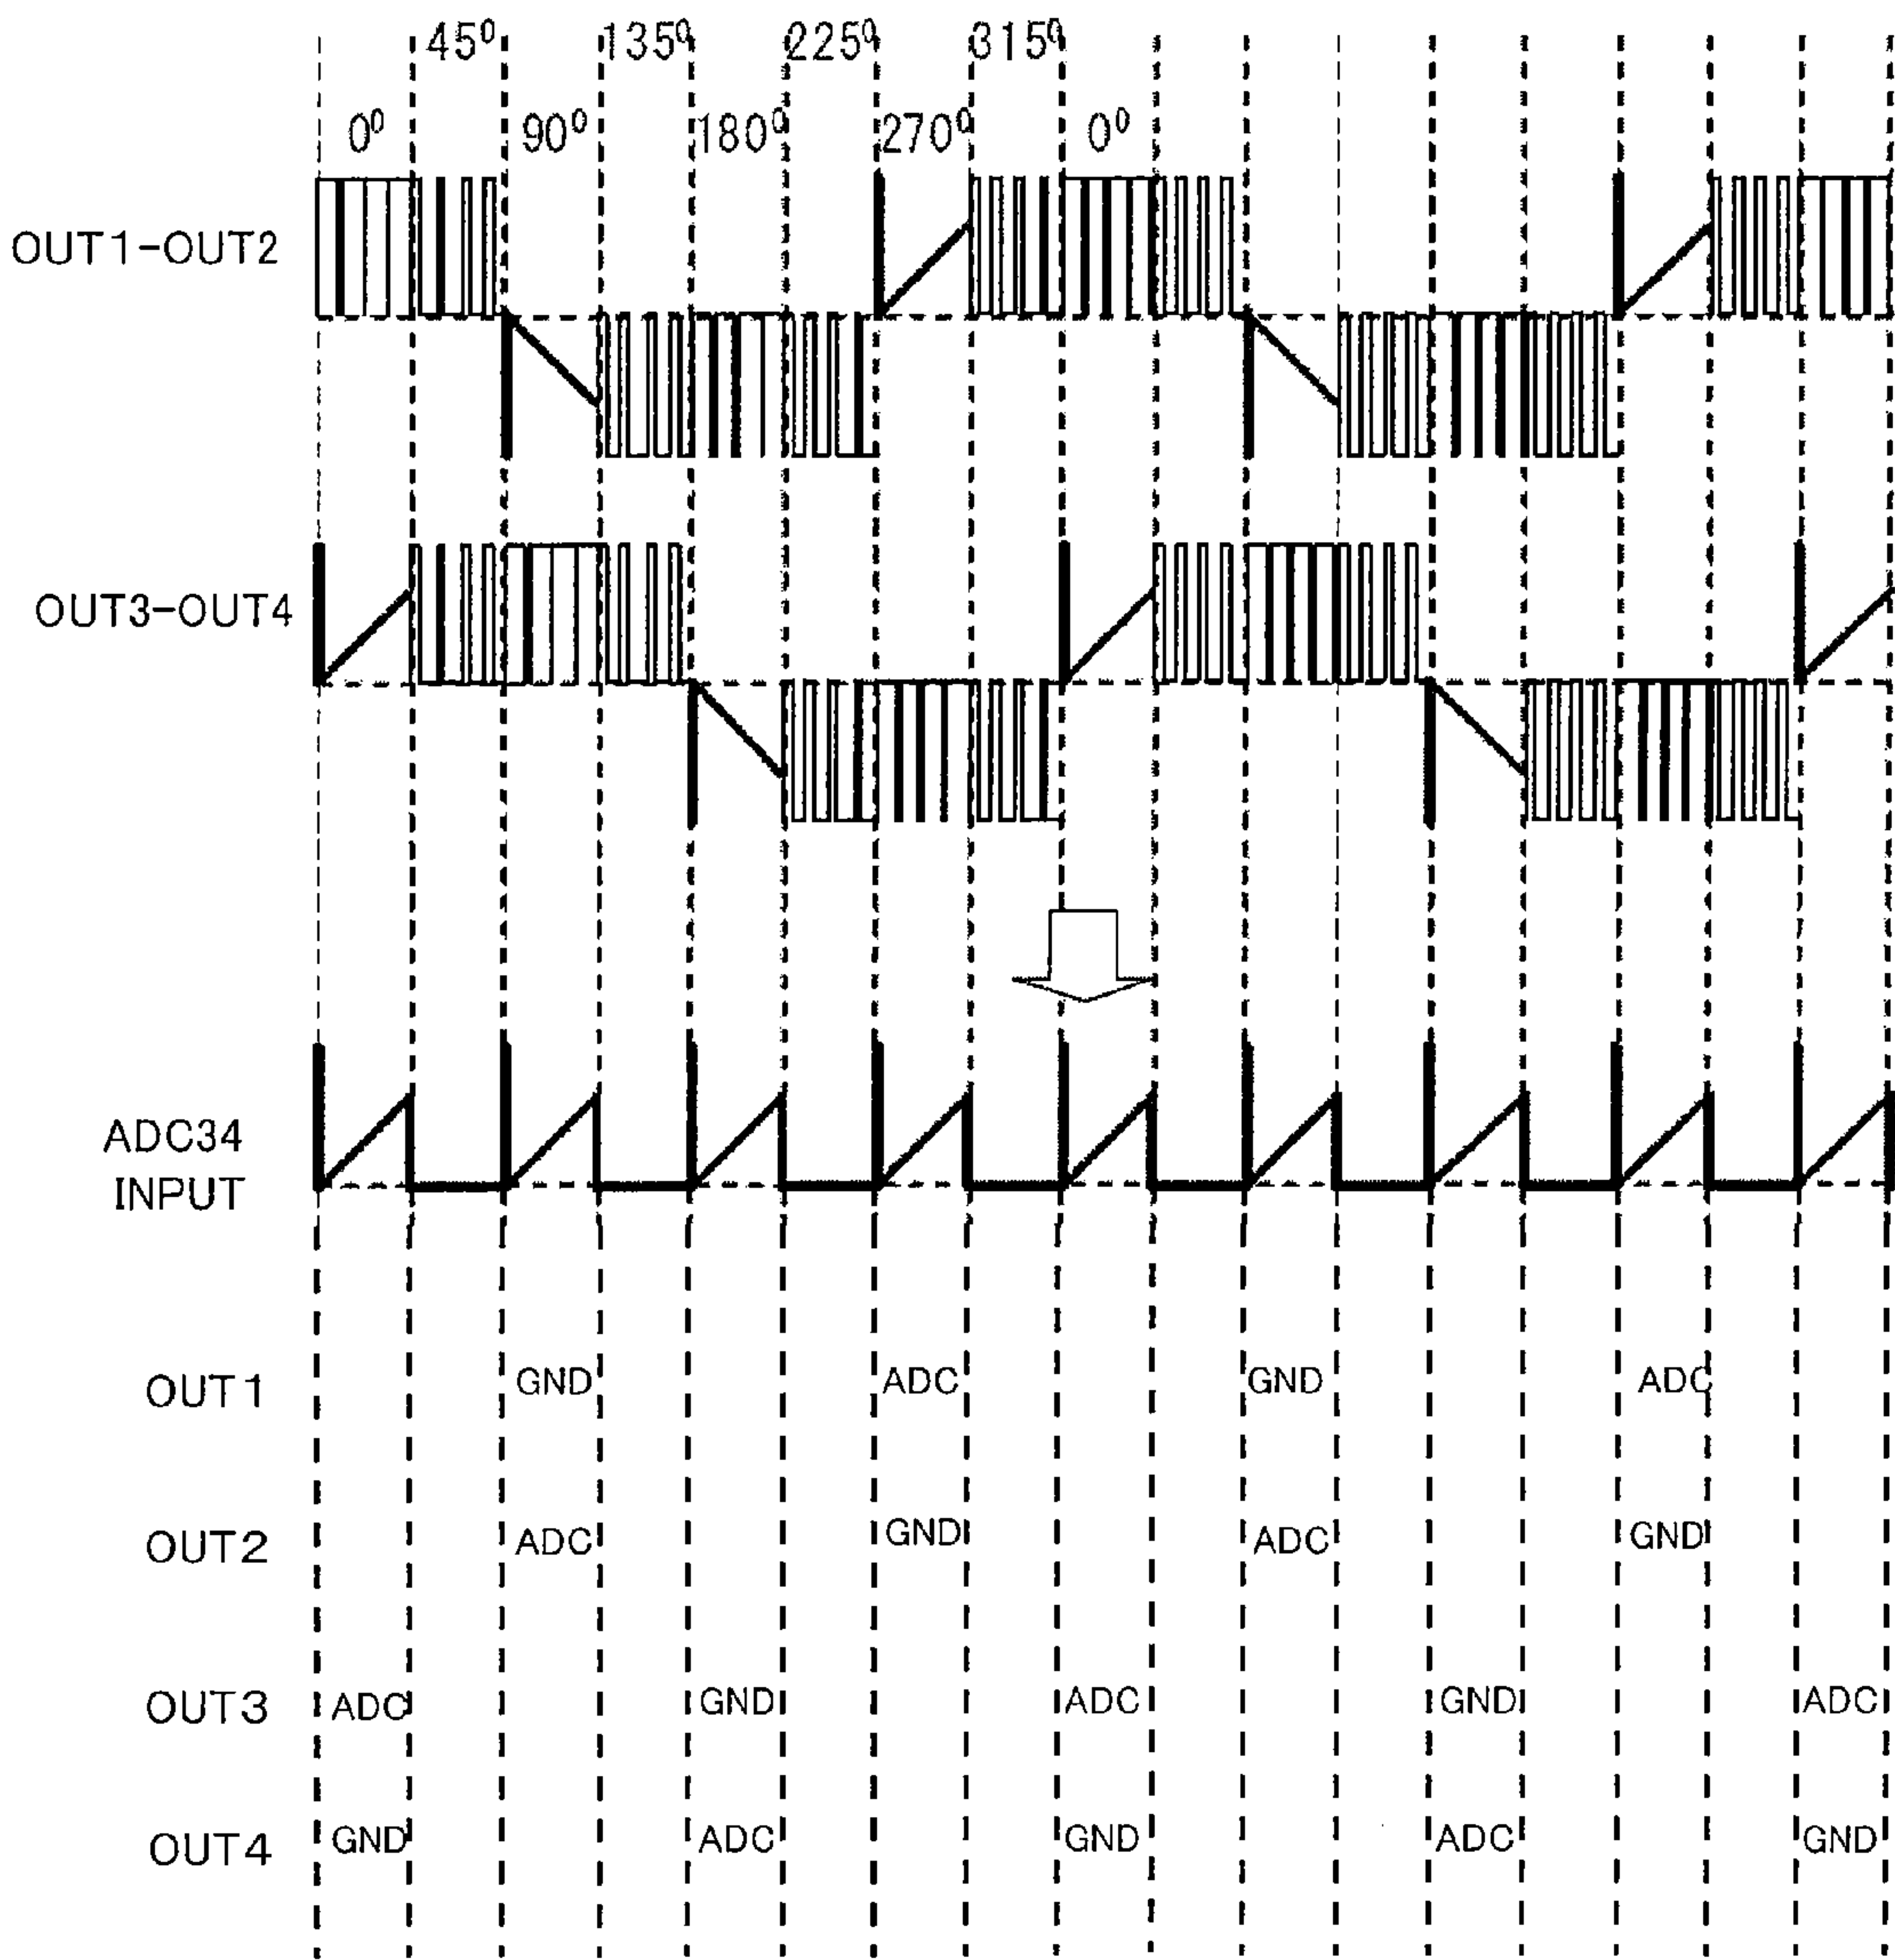 45⁰ 135⁰ 225⁰ 315⁰
0⁰ 90⁰ 180⁰ 270⁰ 0⁰
OUT1-OUT2
OUT3-OUT4
ADC34
INPUT
OUT1 GND ADC GND ADC
OUT2 ADC GND ADC GND
OUT3 ADC GND ADC GND ADC
OUT4 GND ADC GND ADC GND